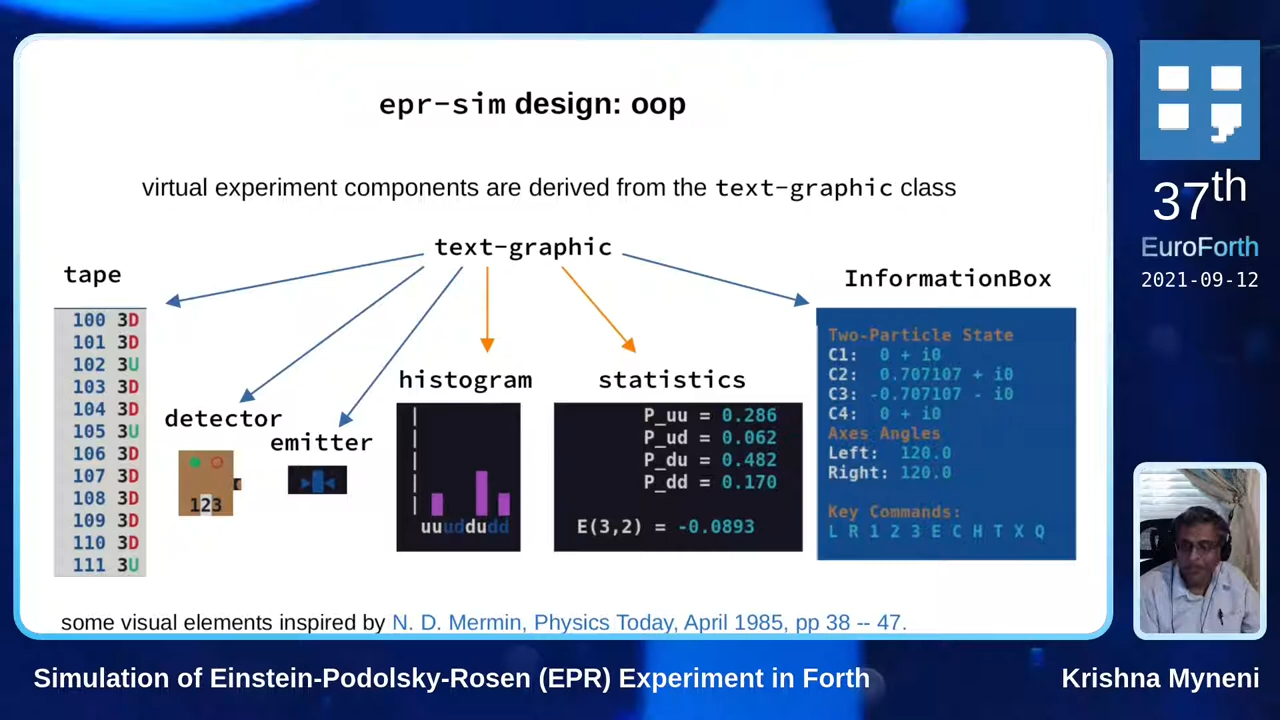 epr-sim design: oop
virtual experiment components are derived from the text-graphic class
text-graphic
tape
100 3D
101 3D
102 3U
103 3D
104 3D
105 3U
106 3D
107 3D
108 3D
109 3D
110 3D
111 3U
detector
123
emitter
histogram
uuudduddd
statistics
P_uu = 0.286
P_ud = 0.062
P_du = 0.482
P_dd = 0.170
E(3,2) = -0.0893
InformationBox
Two-Particle State
C1: 0 + i0
C2: 0.707107 + i0
C3: -0.707107 - i0
C4: 0 + i0
Axes Angles
Left: 120.0
Right: 120.0
Key Commands:
L R 1 2 3 E C H T X Q
some visual elements inspired by N. D. Mermin, Physics Today, April 1985, pp 38 -- 47.
37th
EuroForth
2021-09-12
Simulation of Einstein-Podolsky-Rosen (EPR) Experiment in Forth
Krishna Myneni